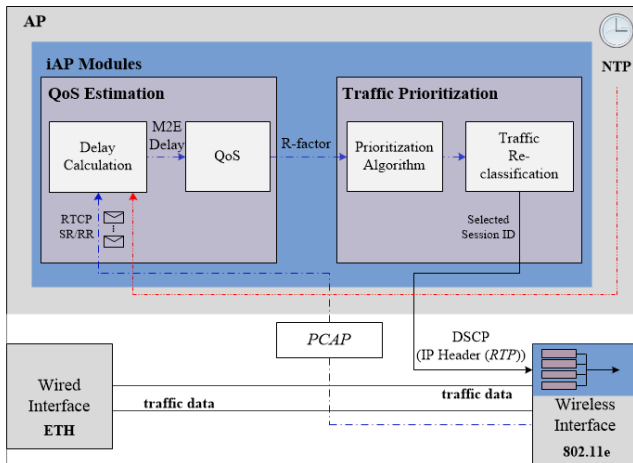 AP
NTP
iAP Modules
QoS Estimation
Traffic Prioritization
Delay
Calculation
M2E
Delay
QoS
R-factor
Prioritization
Algorithm
Traffic
Re-
classification
RTCP
SR/RR
Selected
Session ID
PCAP
DSCP
(IP Header (RTP))
Wired
Interface
ETH
traffic data
traffic data
Wireless
Interface
802.11e